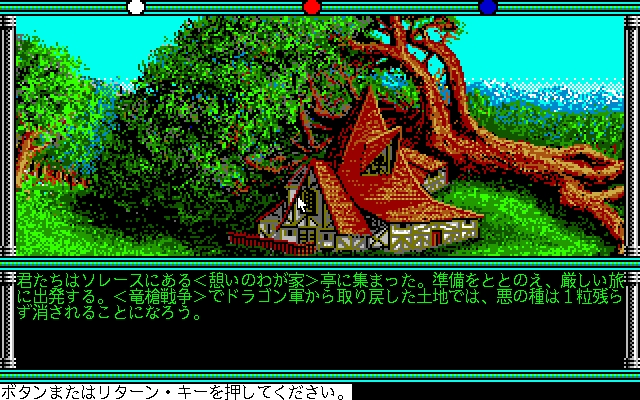 君たちはソレースにある<憩いのわが家>亭に集まった。準備をととのえ、厳しい旅
に出発する。<竜槍戦争>でドラゴン軍から取り戻した土地では、悪の種は１粒残ら
ず消されることになろう。
ボタンまたはリターン・キーを押してください。